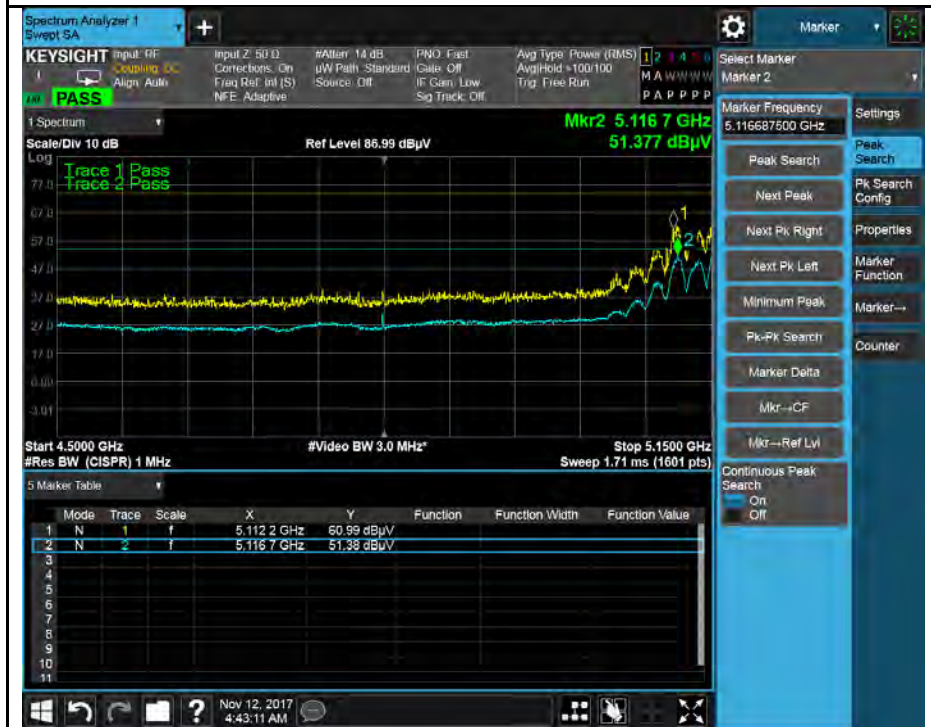 Spectrum Analyzer 1
Swept SA
+
Marker
KEYSIGHT Input: RF
Coupling: DC
Align: Auto
PASS
Input Z: 50 Ω
Corrections: On
Freq Ref: Int (S)
NFE: Adaptive
#Atten: 14 dB
µW Path: Standard
Source: Off
PNO: Fast
Gate: Off
IF Gain: Low
Sig Track: Off
Avg Type: Power (RMS)
Avg|Hold: >100/100
Trig: Free Run
1 2 3 4 5 6
M A W W W W
P A P P P P
1 Spectrum
Scale/Div 10 dB
Ref Level 86.99 dBµV
Mkr2 5.116 7 GHz
51.377 dBµV
Log
Trace 1 Pass
Trace 2 Pass
77.0
67.0
57.0
47.0
37.0
27.0
17.0
-3.01
1
2
Start 4.5000 GHz
#Video BW 3.0 MHz*
Stop 5.1500 GHz
#Res BW (CISPR) 1 MHz
Sweep 1.71 ms (1601 pts)
5 Marker Table
Mode Trace Scale X Y Function Function Width Function Value
1 N 1 f 5.112 2 GHz 60.99 dBµV
2 N 2 f 5.116 7 GHz 51.38 dBµV
3
4
5
6
7
8
9
10
11
Select Marker
Marker 2
Marker Frequency
5.116687500 GHz
Peak Search
Next Peak
Next Pk Right
Next Pk Left
Minimum Peak
Pk-Pk Search
Marker Delta
Mkr→CF
Mkr→Ref Lvl
Continuous Peak
Search
On
Off
Settings
Peak
Search
Pk Search
Config
Properties
Marker
Function
Marker→
Counter
?
Nov 12, 2017
4:43:11 AM